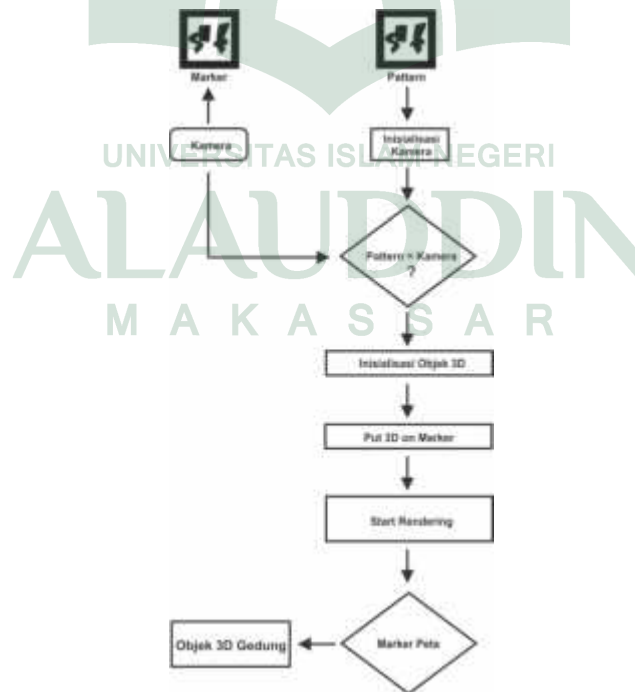 Marker
Pattern
Kamera
Inisialisasi
Kamera
UNIVERSITAS ISLAM NEGERI
ALAUDDIN
MAKASSAR
Pattern = Kamera
?
Inisialisasi Objek 3D
Put 3D on Marker
Start Rendering
Marker Peta
Objek 3D Gedung